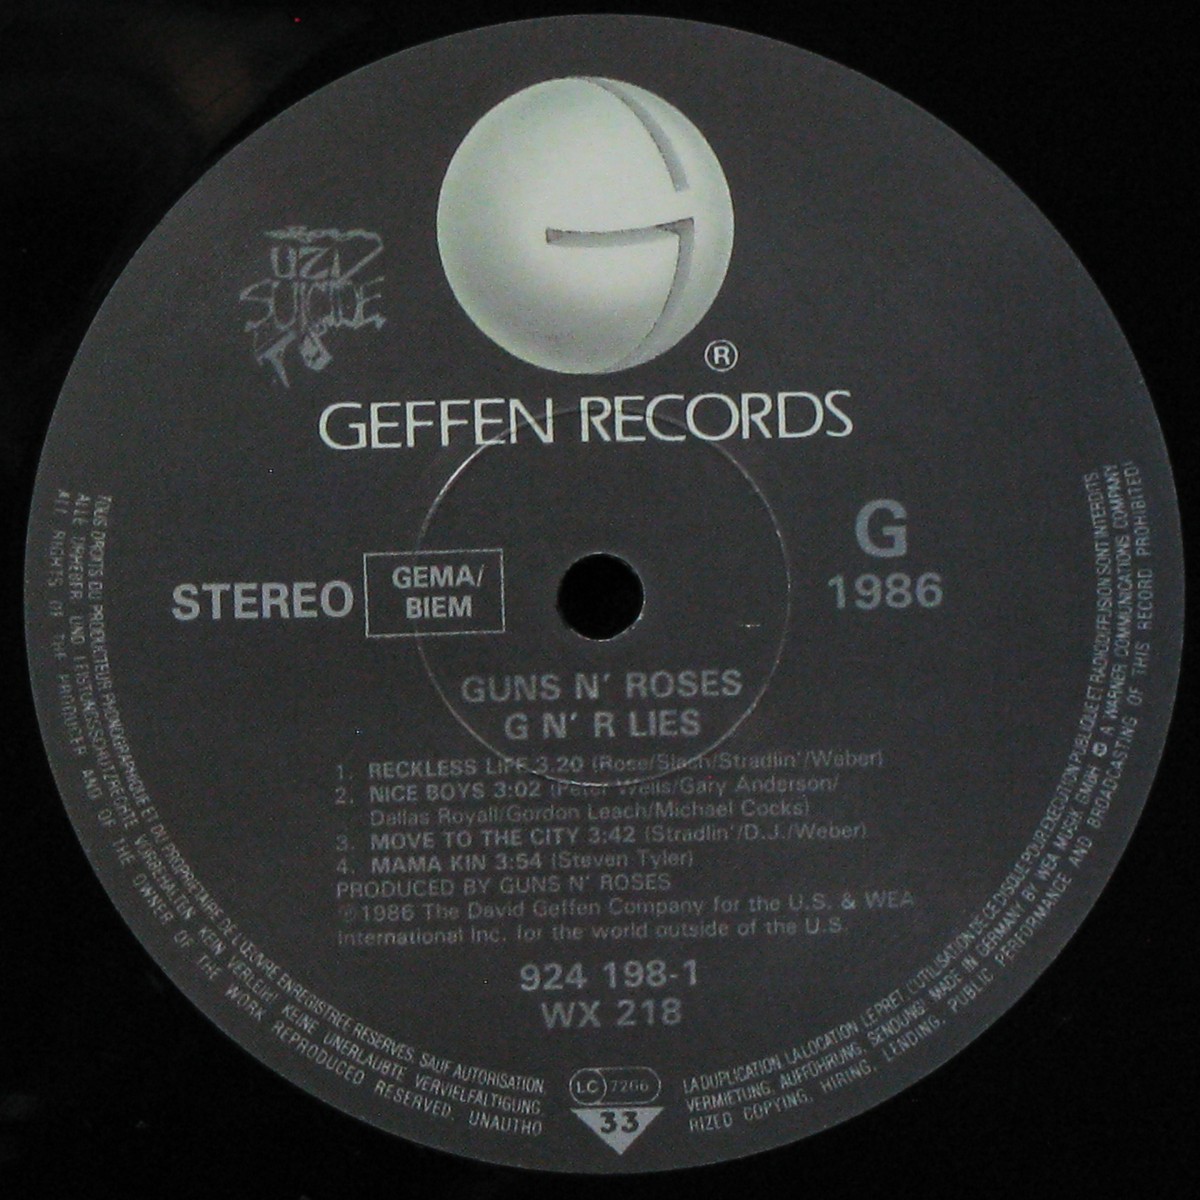 UZI
SUICIDE
®
GEFFEN RECORDS
STEREO
GEMA/
BIEM
G
1986
GUNS N' ROSES
G N' R LIES
1. RECKLESS LIFE 3.20 (Rose/Slash/Stradlin'/Weber)
2. NICE BOYS 3:02 (Peter Wells/Gary Anderson/
Dallas Royall/Gordon Leach/Michael Cocks)
3. MOVE TO THE CITY 3:42 (Stradlin'/D.J./Weber)
4. MAMA KIN 3:54 (Steven Tyler)
PRODUCED BY GUNS N' ROSES
℗1986 The David Geffen Company for the U.S. & WEA
International Inc. for the world outside of the U.S.
924 198-1
WX 218
LC 7266
33
TOUS DROITS DU PRODUCTEUR PHONOGRAPHIQUE ET DU PROPRIETAIRE DE L'ŒUVRE ENREGISTREE RESERVES. SAUF AUTORISATION, LA DUPLICATION, LA LOCATION, LE PRET, L'UTILISATION DE CE DISQUE POUR EXECUTION PUBLIQUE ET RADIODIFFUSION SONT INTERDITS.
ALLE URHEBER UND LEISTUNGSSCHUTZRECHTE VORBEHALTEN. KEIN VERLEIH! KEINE UNERLAUBTE VERVIELFÄLTIGUNG, VERMIETUNG, AUFFÜHRUNG, SENDUNG! MADE IN GERMANY BY WEA MUSIK GMBH. A WARNER COMMUNICATIONS COMPANY
ALL RIGHTS OF THE PRODUCER AND OF THE OWNER OF THE WORK REPRODUCED RESERVED. UNAUTHORIZED COPYING, HIRING, LENDING, PUBLIC PERFORMANCE AND BROADCASTING OF THIS RECORD PROHIBITED!